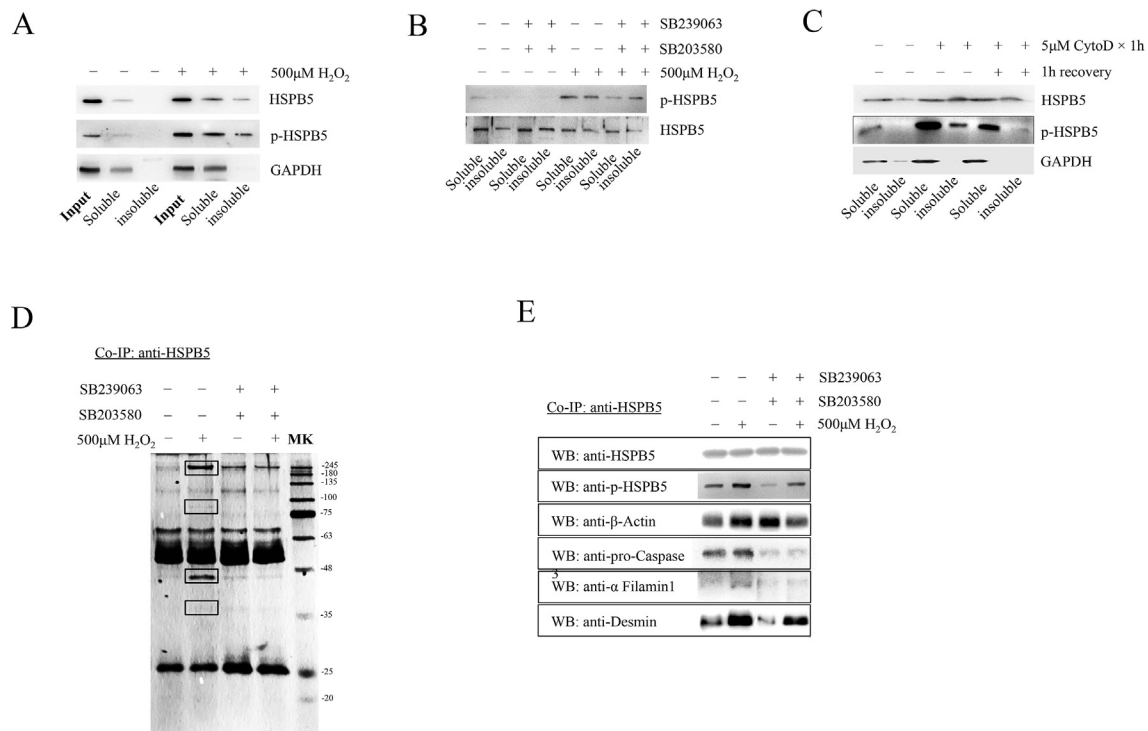 A
− − − + + + 500μM H₂O₂
HSPB5
p-HSPB5
GAPDH
Input Soluble insoluble Input Soluble insoluble
B
− − + + − − + + SB239063
− − + + − − + + SB203580
− − − − + + + + 500μM H₂O₂
p-HSPB5
HSPB5
Soluble insoluble Soluble insoluble Soluble insoluble Soluble insoluble
C
− − + + + + 5μM CytoD × 1h
+ + 1h recovery
HSPB5
p-HSPB5
GAPDH
Soluble insoluble Soluble insoluble Soluble insoluble
D
Co-IP: anti-HSPB5
SB239063 − − + +
SB203580 − − + +
500μM H₂O₂ − + − + MK
-245
-180
-135
-100
-75
-63
-48
-35
-25
-20
E
− − + + SB239063
Co-IP: anti-HSPB5 − − + + SB203580
− + − + 500μM H₂O₂
WB: anti-HSPB5
WB: anti-p-HSPB5
WB: anti-β-Actin
WB: anti-pro-Caspase
3
WB: anti-α Filamin1
WB: anti-Desmin